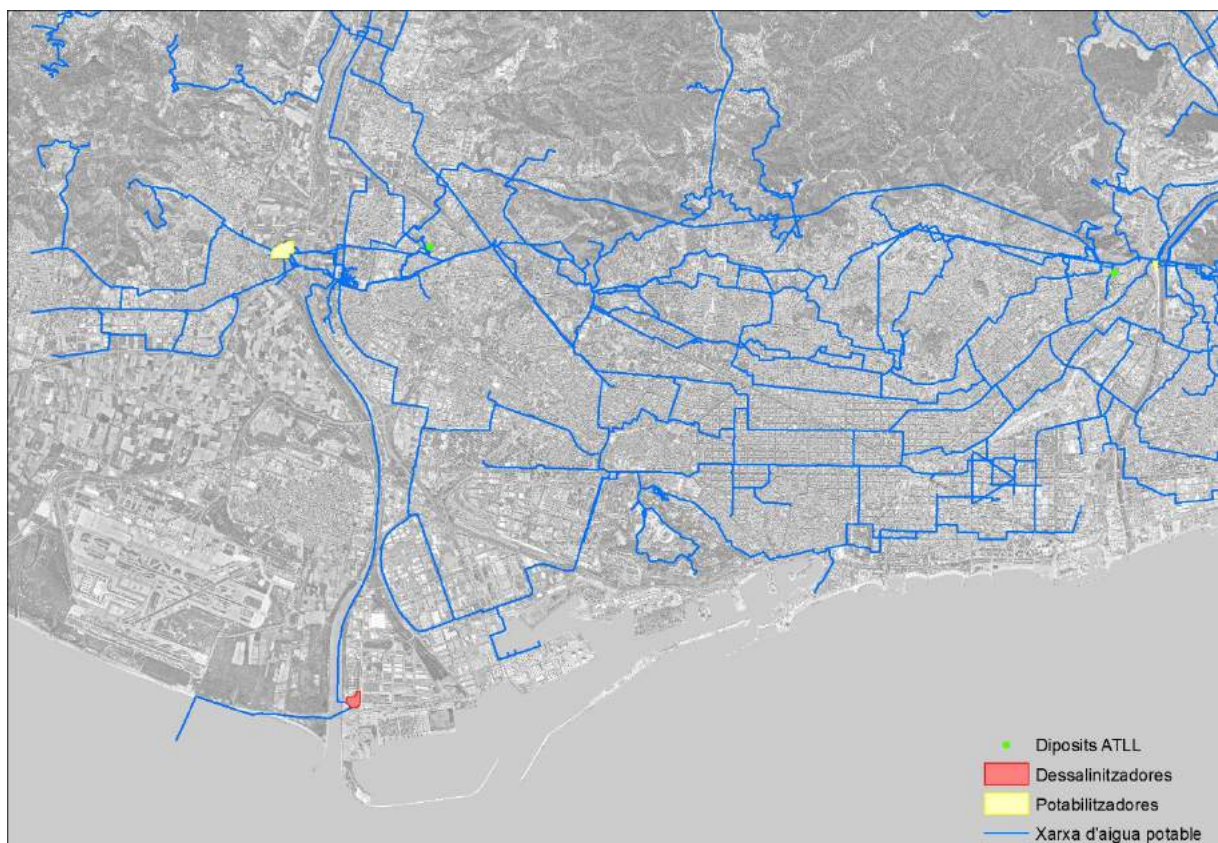 Diposits ATLL
Dessalinitzadores
Potabilitzadores
Xarxa d'aigua potable